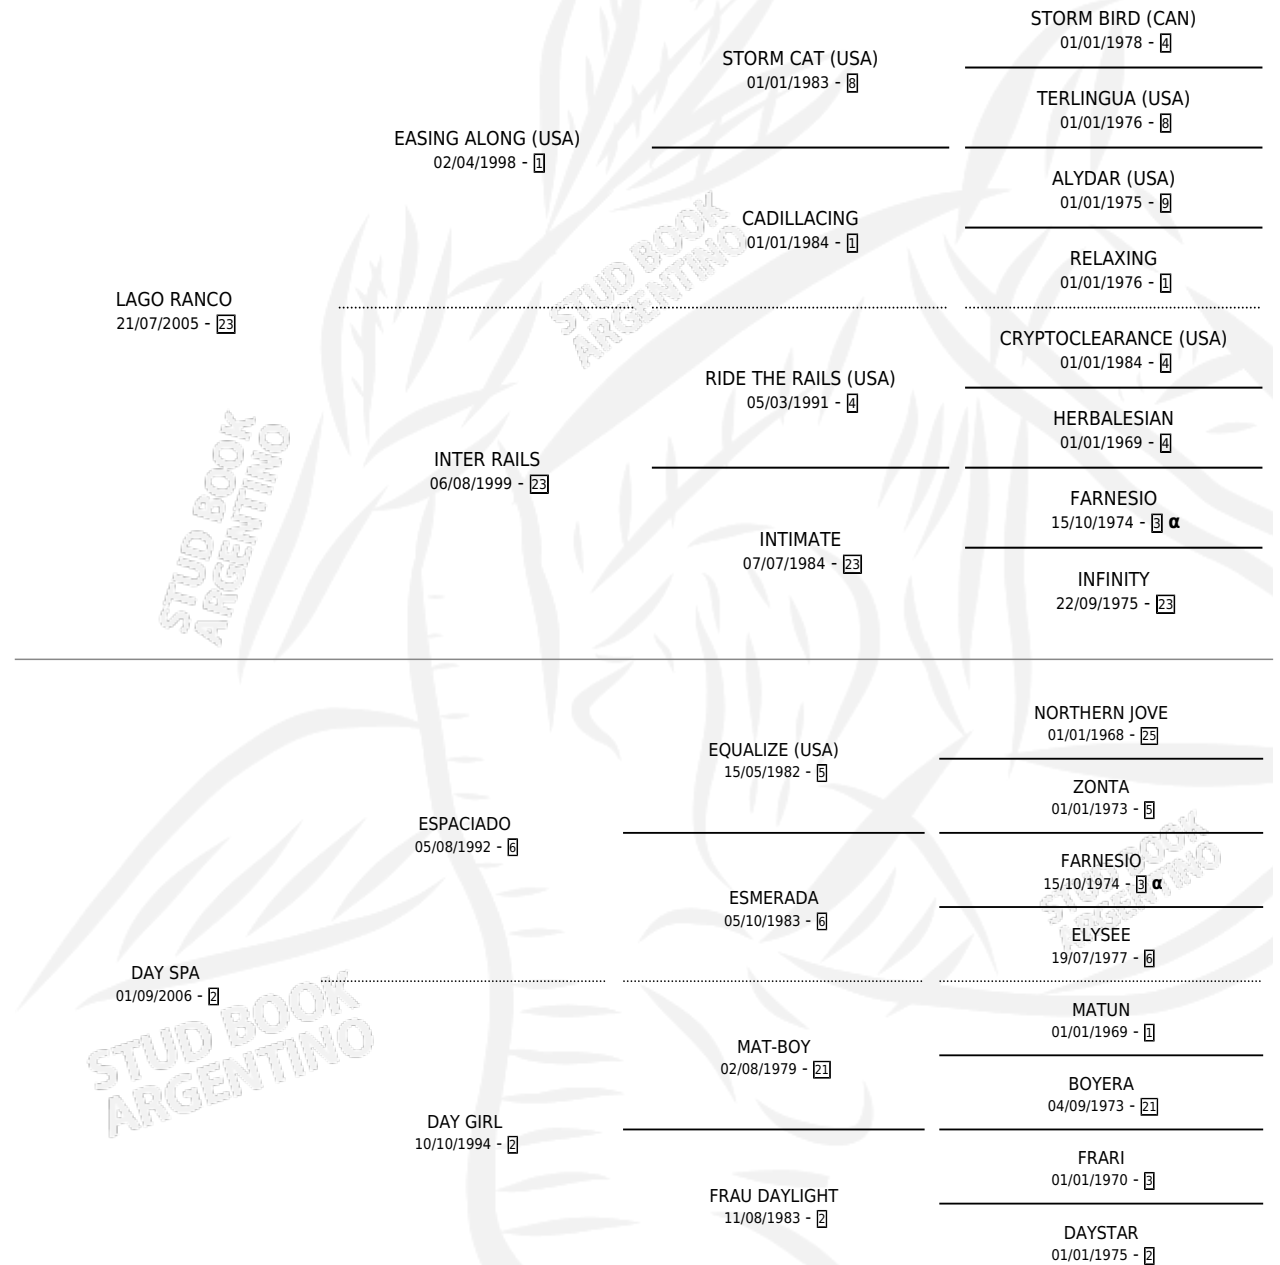 STORM BIRD (CAN)
01/01/1978 - 4
STORM CAT (USA)
01/01/1983 - 8
TERLINGUA (USA)
01/01/1976 - 8
EASING ALONG (USA)
02/04/1998 - 1
ALYDAR (USA)
01/01/1975 - 9
CADILLACING
01/01/1984 - 1
RELAXING
01/01/1976 - 1
LAGO RANCO
21/07/2005 - 23
CRYPTOCLEARANCE (USA)
01/01/1984 - 4
RIDE THE RAILS (USA)
05/03/1991 - 4
HERBALESIAN
01/01/1969 - 4
INTER RAILS
06/08/1999 - 23
FARNESIO
15/10/1974 - 3 α
INTIMATE
07/07/1984 - 23
INFINITY
22/09/1975 - 23
NORTHERN JOVE
01/01/1968 - 25
EQUALIZE (USA)
15/05/1982 - 5
ZONTA
01/01/1973 - 5
ESPACIADO
05/08/1992 - 6
FARNESIO
15/10/1974 - 3 α
ESMERADA
05/10/1983 - 6
ELYSEE
19/07/1977 - 6
DAY SPA
01/09/2006 - 2
MATUN
01/01/1969 - 1
MAT-BOY
02/08/1979 - 21
BOYERA
04/09/1973 - 21
DAY GIRL
10/10/1994 - 2
FRARI
01/01/1970 - 3
FRAU DAYLIGHT
11/08/1983 - 2
DAYSTAR
01/01/1975 - 2
STUD BOOK
ARGENTINO
STUD BOOK
ARGENTINO
STUD BOOK
ARGENTINO
STUD BOOK
ARGENTINO